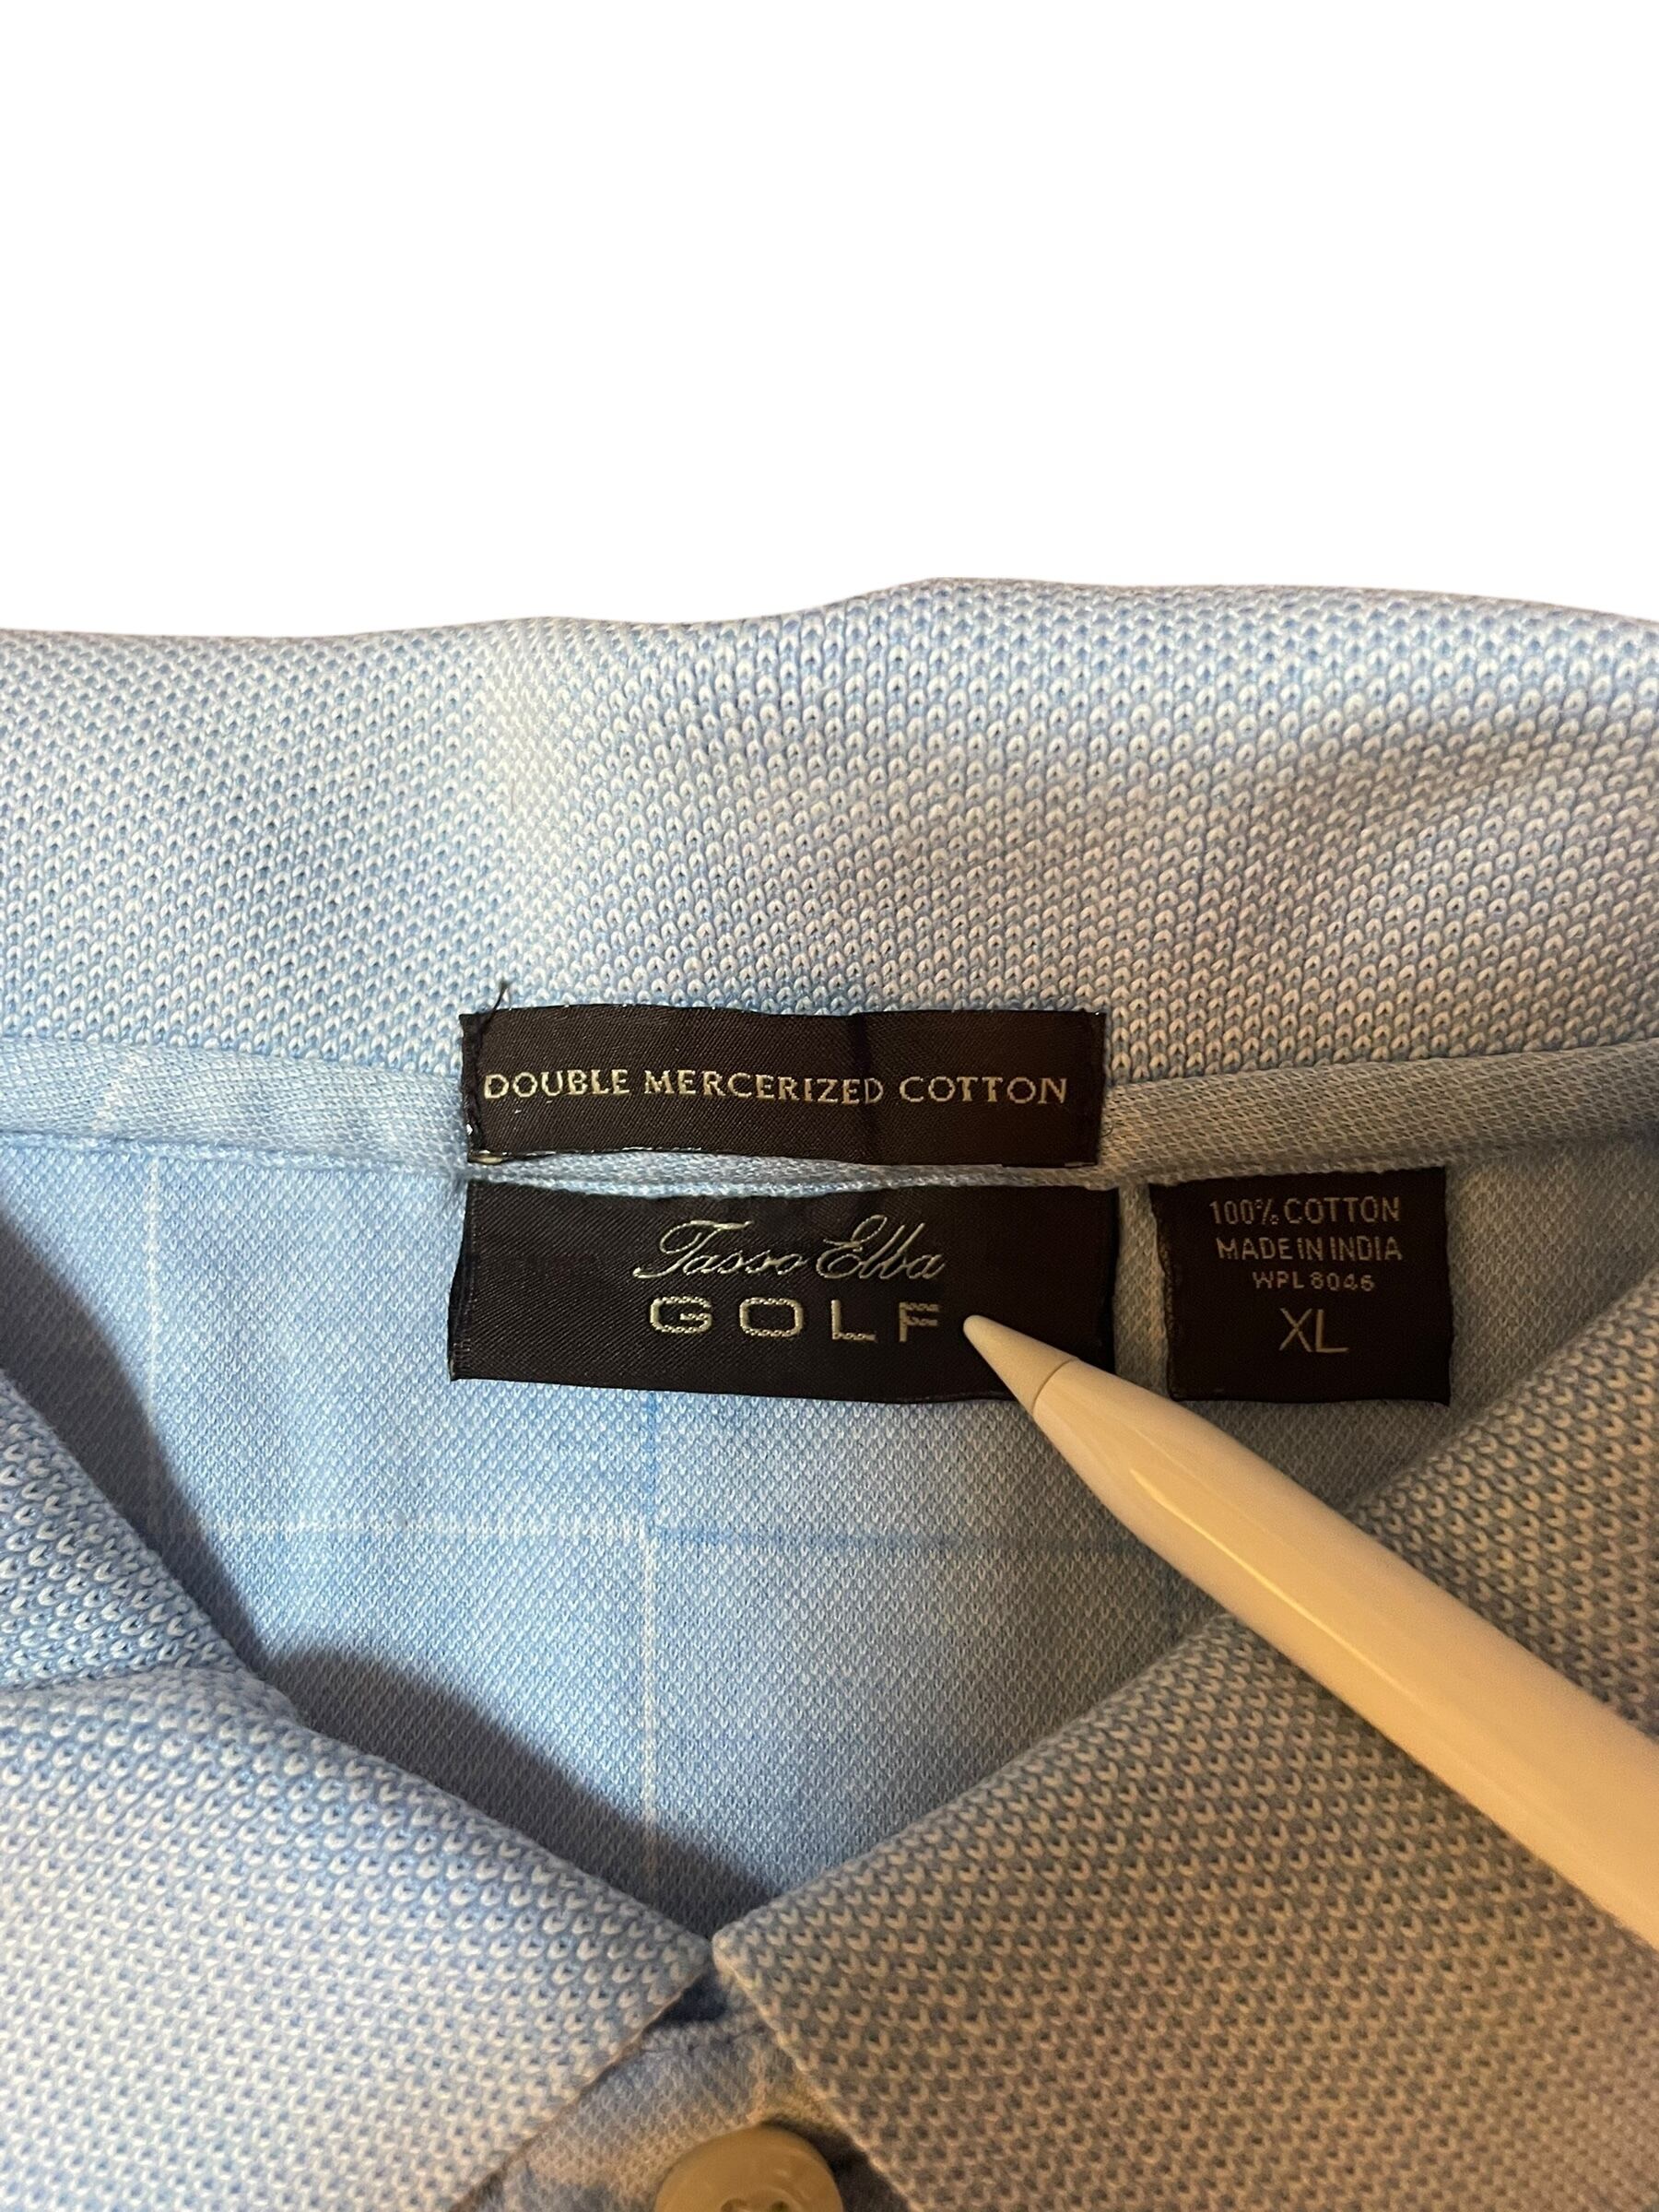 DOUBLE MERCERIZED COTTON
Tasso Elba
GOLF
100% COTTON
MADE IN INDIA
WPL 8046
XL